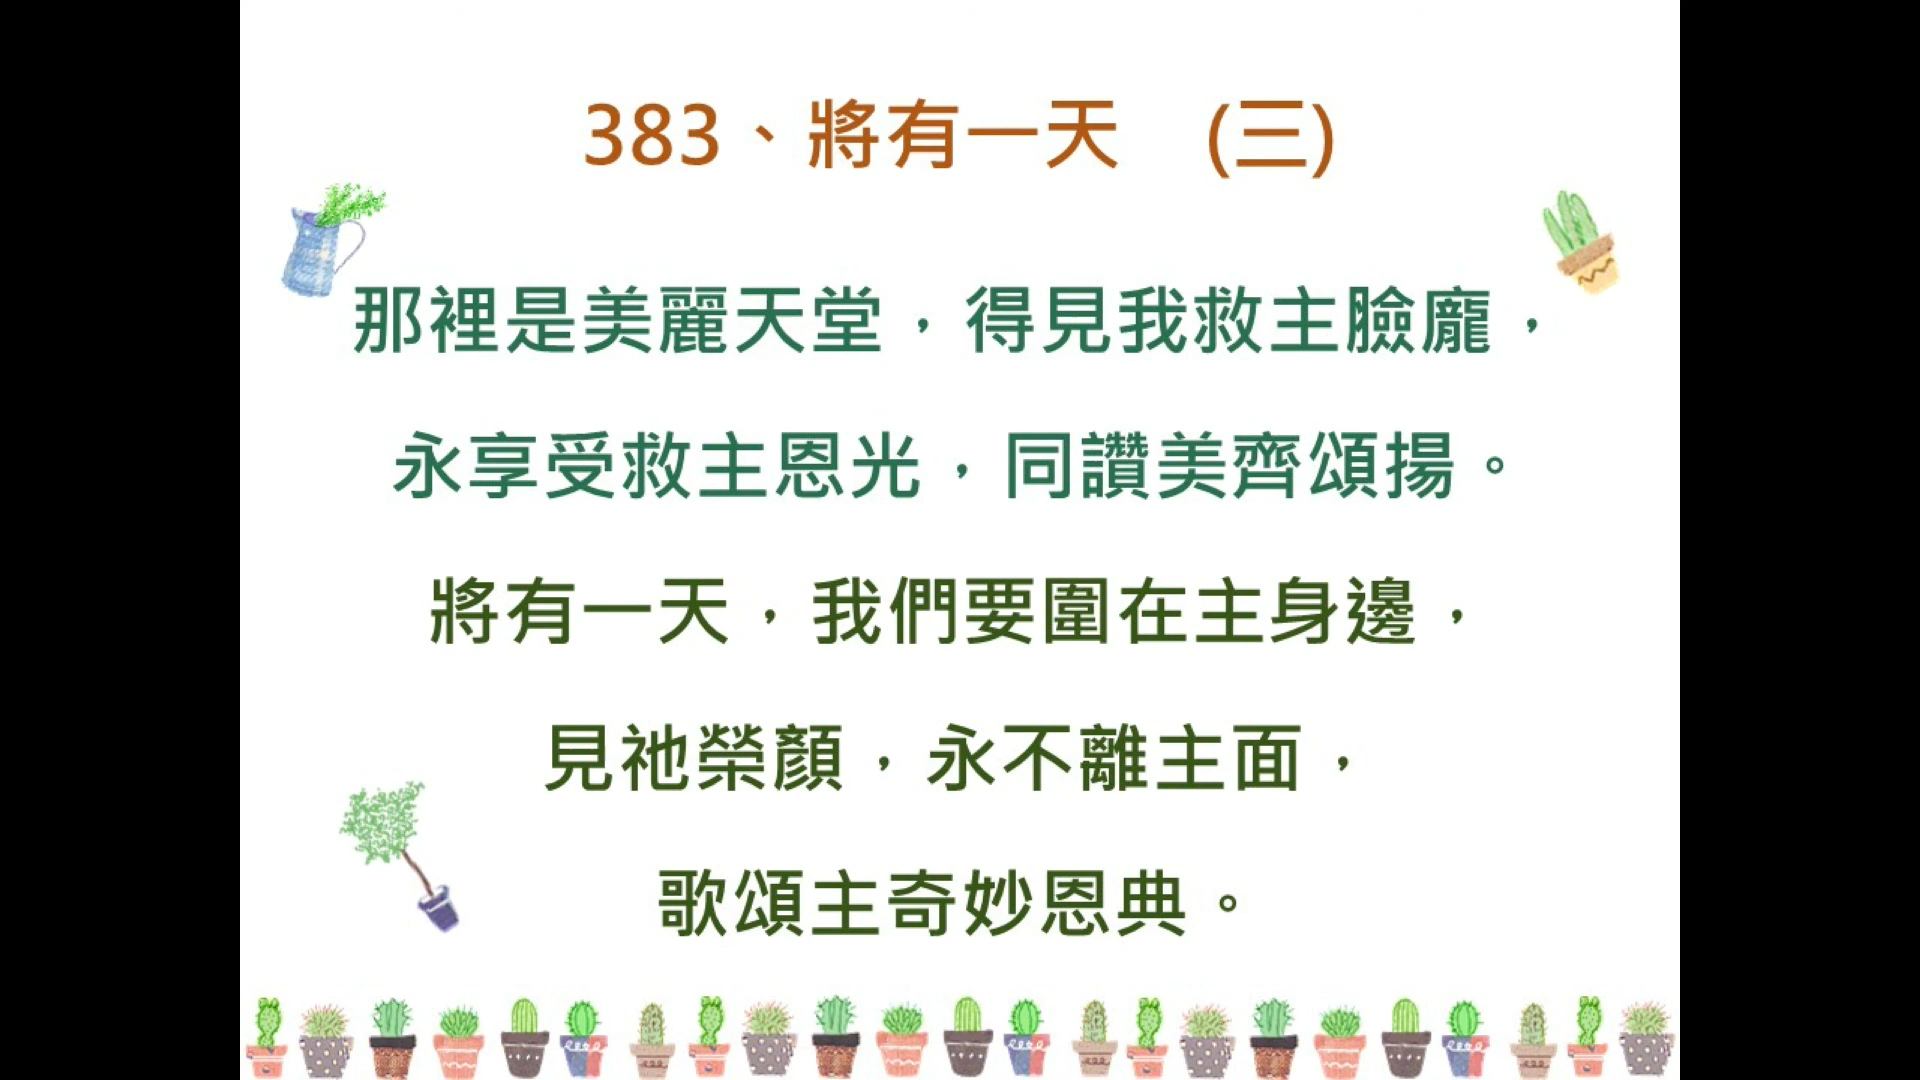 383、將有一天　(三)
那裡是美麗天堂，得見我救主臉龐，
永享受救主恩光，同讚美齊頌揚。
將有一天，我們要圍在主身邊，
見祂榮顏，永不離主面，
歌頌主奇妙恩典。